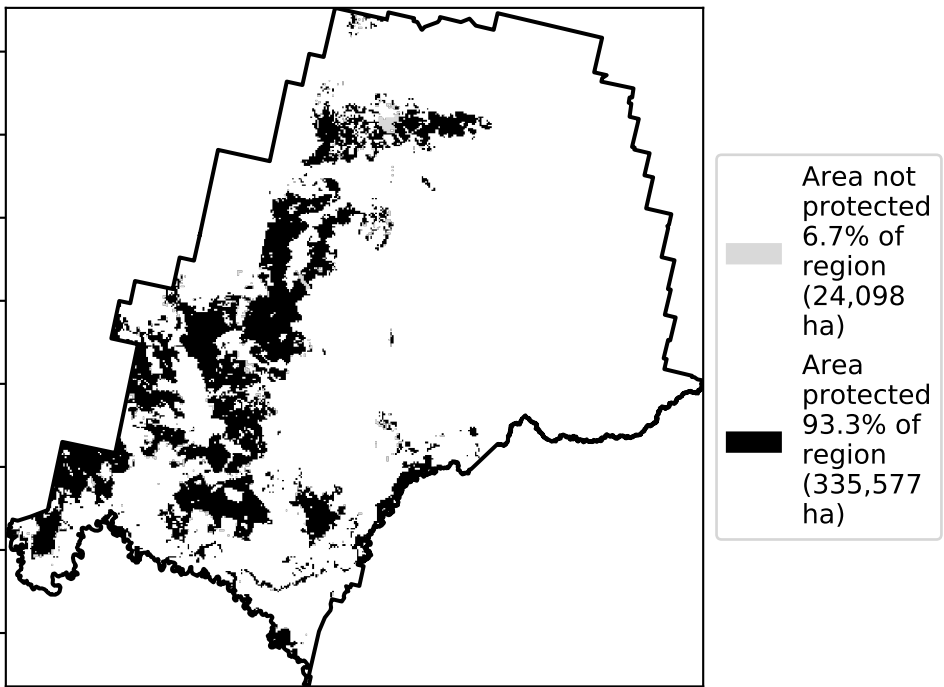 Area not
protected
6.7% of
region
(24,098
ha)
Area
protected
93.3% of
region
(335,577
ha)